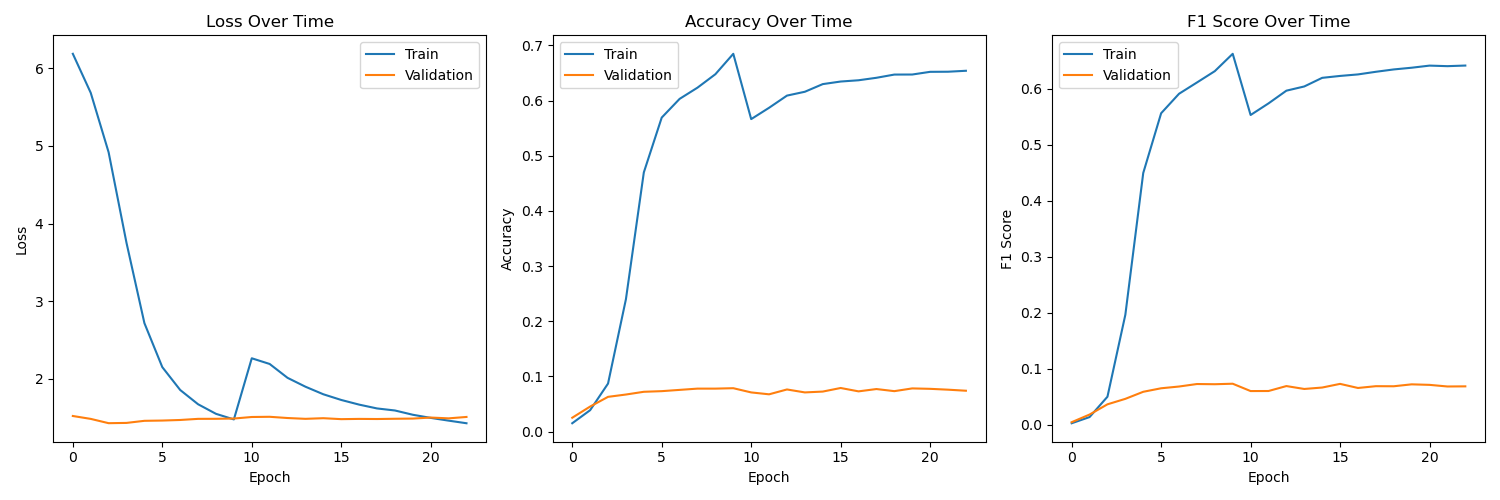 Loss Over Time
Train
Validation
6
5
4
3
2
Loss
0 5 10 15 20
Epoch
Accuracy Over Time
Train
Validation
0.7
0.6
0.5
0.4
0.3
0.2
0.1
0.0
Accuracy
0 5 10 15 20
Epoch
F1 Score Over Time
Train
Validation
0.6
0.5
0.4
0.3
0.2
0.1
0.0
F1 Score
0 5 10 15 20
Epoch